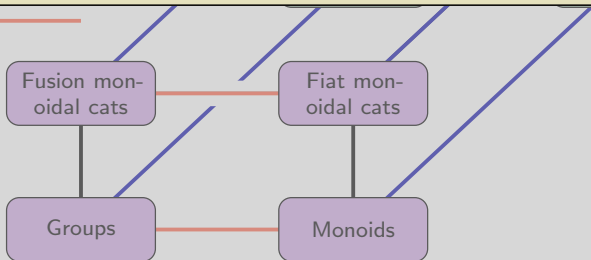 Fusion mon-
oidal cats
Fiat mon-
oidal cats
Groups
Monoids